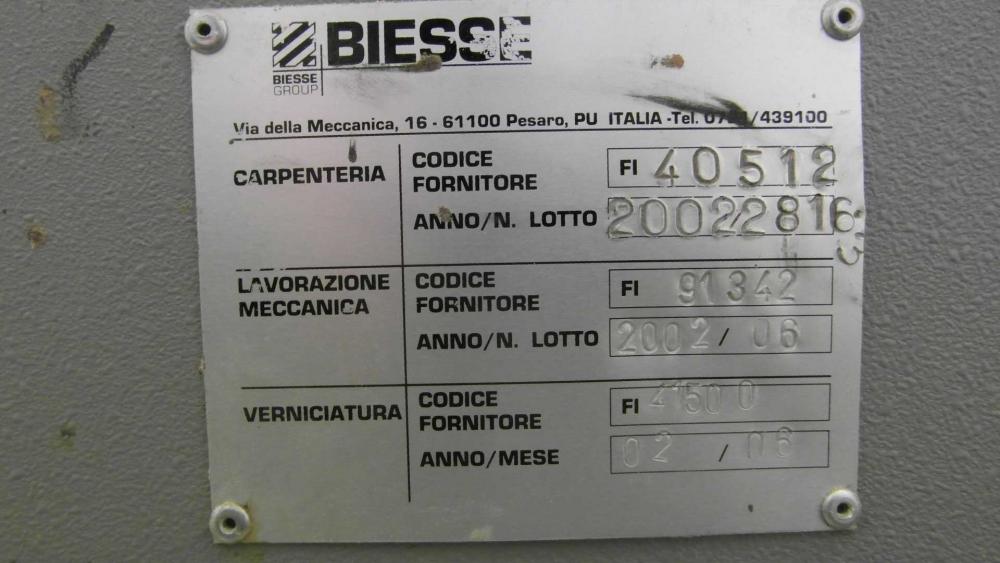 BIESSE
BIESSE
GROUP
Via della Meccanica, 16 - 61100 Pesaro, PU ITALIA -Tel. /439100
CARPENTERIA
CODICE
FORNITORE
FI 40512
ANNO/N. LOTTO
LAVORAZIONE
MECCANICA
CODICE
FORNITORE
FI 91342
ANNO/N. LOTTO 2002 / 06
VERNICIATURA
CODICE
FORNITORE
FI 41500
ANNO/MESE 02 / 06